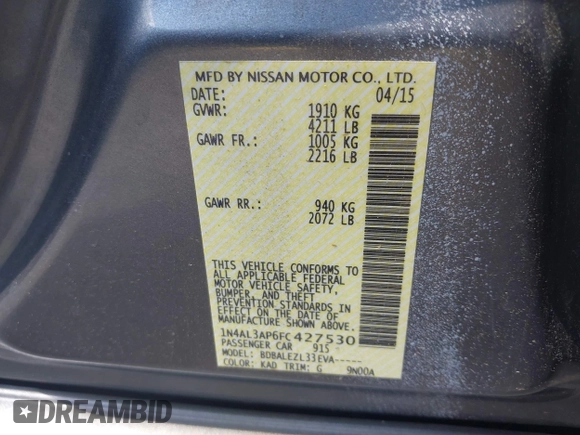 MFD BY NISSAN MOTOR CO., LTD.
DATE: 04/15
GVWR: 1910 KG
4211 LB
GAWR FR.: 1005 KG
2216 LB
GAWR RR.: 940 KG
2072 LB
THIS VEHICLE CONFORMS TO
ALL APPLICABLE FEDERAL
MOTOR VEHICLE SAFETY,
BUMPER, AND THEFT
PREVENTION STANDARDS IN
EFFECT ON THE DATE OF
MANUFACTURE SHOWN ABOVE.
1N4AL3AP6FC427530
PASSENGER CAR 915
MODEL: BDBALEZL33EVA-----
COLOR: KAD TRIM: G 9N00A
DREAMBID